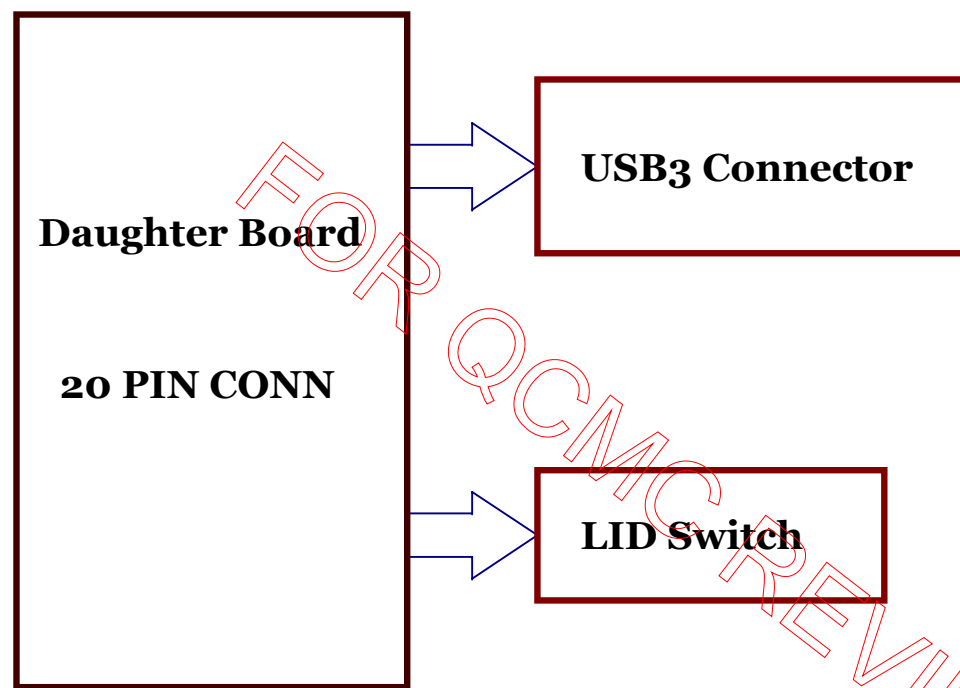 USB3 Connector
Daughter Board
20 PIN CONN
LID Switch
FOR QCMC REVI